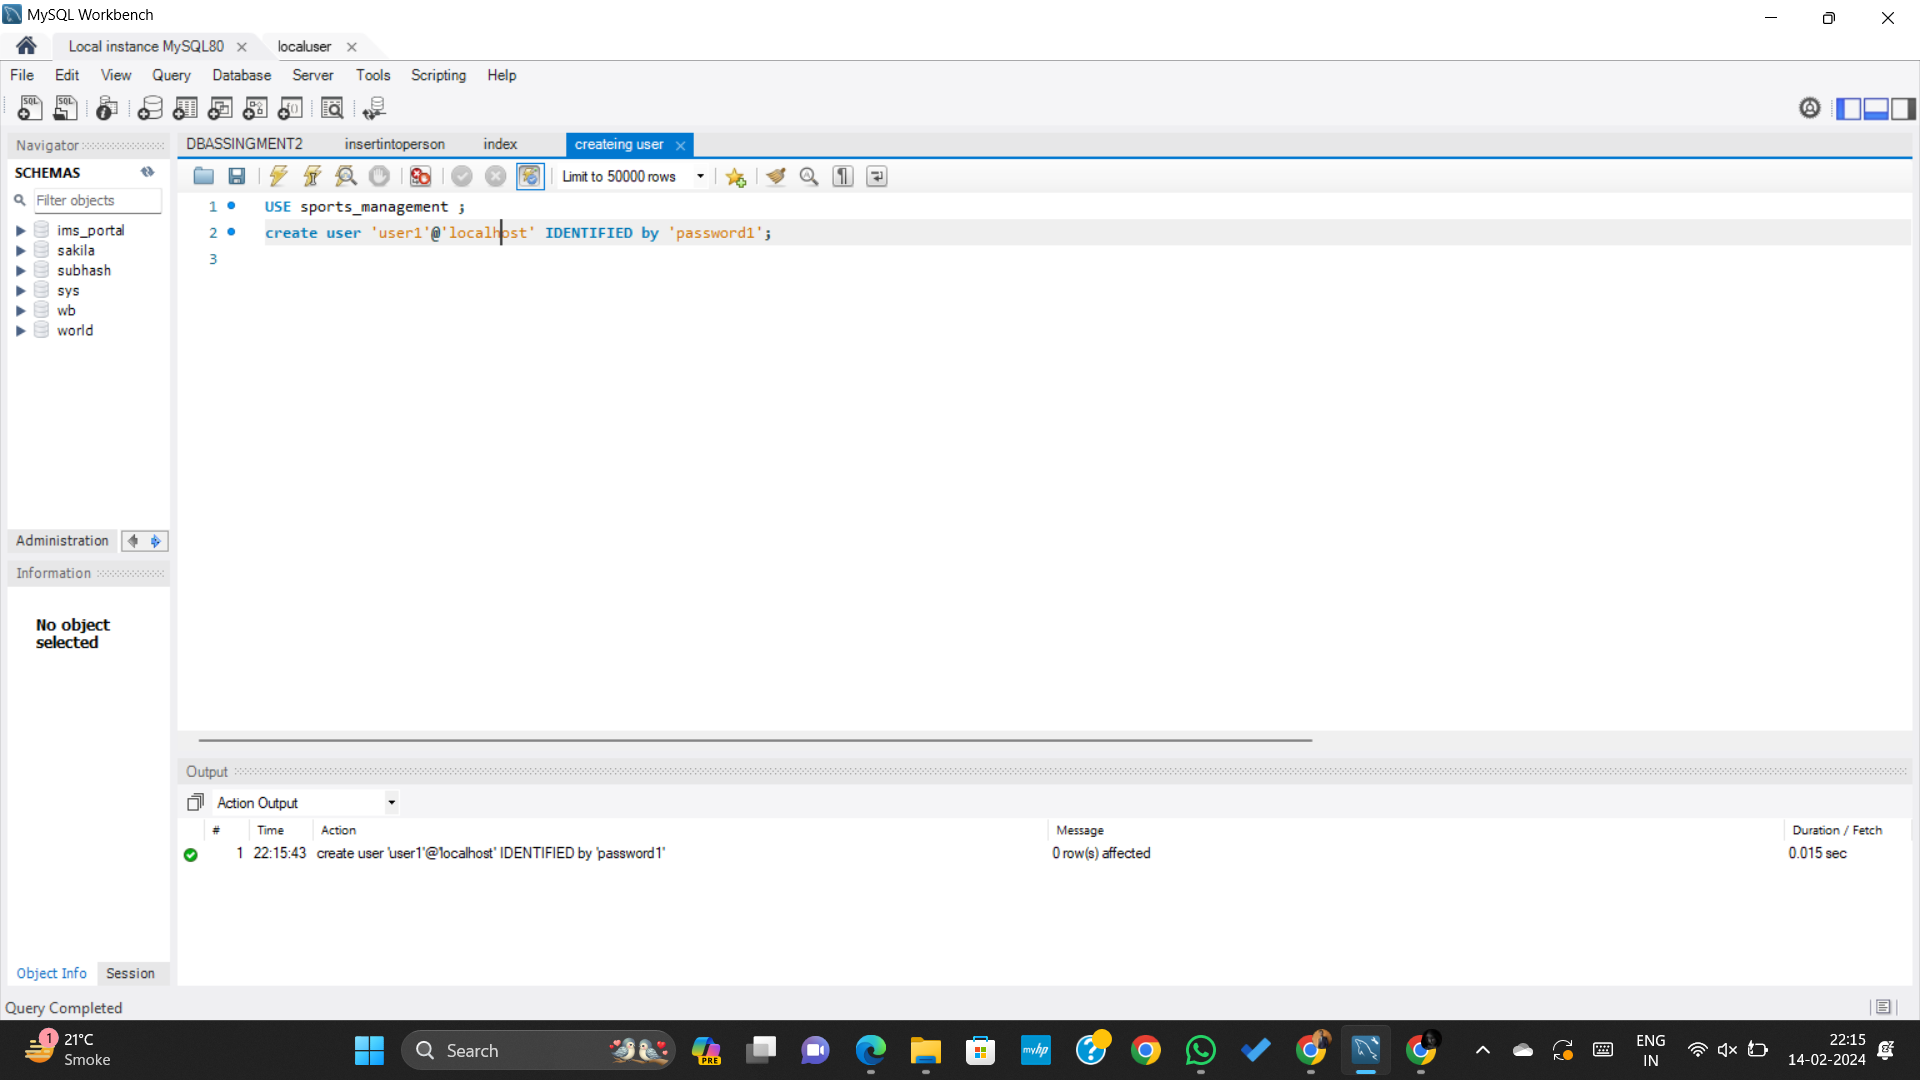 MySQL Workbench
Local instance MySQL80
localuser
File Edit View Query Database Server Tools Scripting Help
Navigator
SCHEMAS
Filter objects
ims_portal
sakila
subhash
sys
wb
world
Administration
Information
No object
selected
Object Info Session
DBASSINGMENT2 insertintoperson index createing user
Limit to 50000 rows
1 USE sports_management ;
2 create user 'user1'@'localhost' IDENTIFIED by 'password1';
3
Output
Action Output
# Time Action Message Duration / Fetch
1 22:15:43 create user 'user1'@'localhost' IDENTIFIED by 'password1' 0 row(s) affected 0.015 sec
Query Completed
1
21°C
Smoke
Search
PRE
myhp
ENG
IN
22:15
14-02-2024